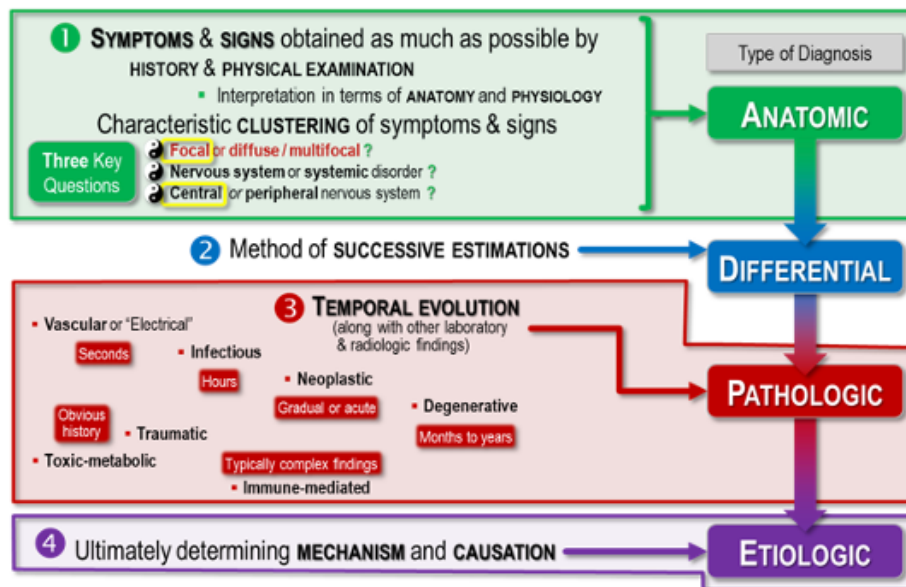 1 SYMPTOMS & SIGNS obtained as much as possible by
HISTORY & PHYSICAL EXAMINATION
Interpretation in terms of ANATOMY and PHYSIOLOGY
Characteristic CLUSTERING of symptoms & signs
Three Key
Questions
Focal or diffuse / multifocal ?
Nervous system or systemic disorder ?
Central or peripheral nervous system ?
Type of Diagnosis
ANATOMIC
2 Method of SUCCESSIVE ESTIMATIONS
DIFFERENTIAL
3 TEMPORAL EVOLUTION
(along with other laboratory
& radiologic findings)
Vascular or “Electrical”
Seconds
Infectious
Hours
Neoplastic
Gradual or acute
Degenerative
Months to years
Obvious
history
Traumatic
Toxic-metabolic
Typically complex findings
Immune-mediated
PATHOLOGIC
4 Ultimately determining MECHANISM and CAUSATION
ETIOLOGIC